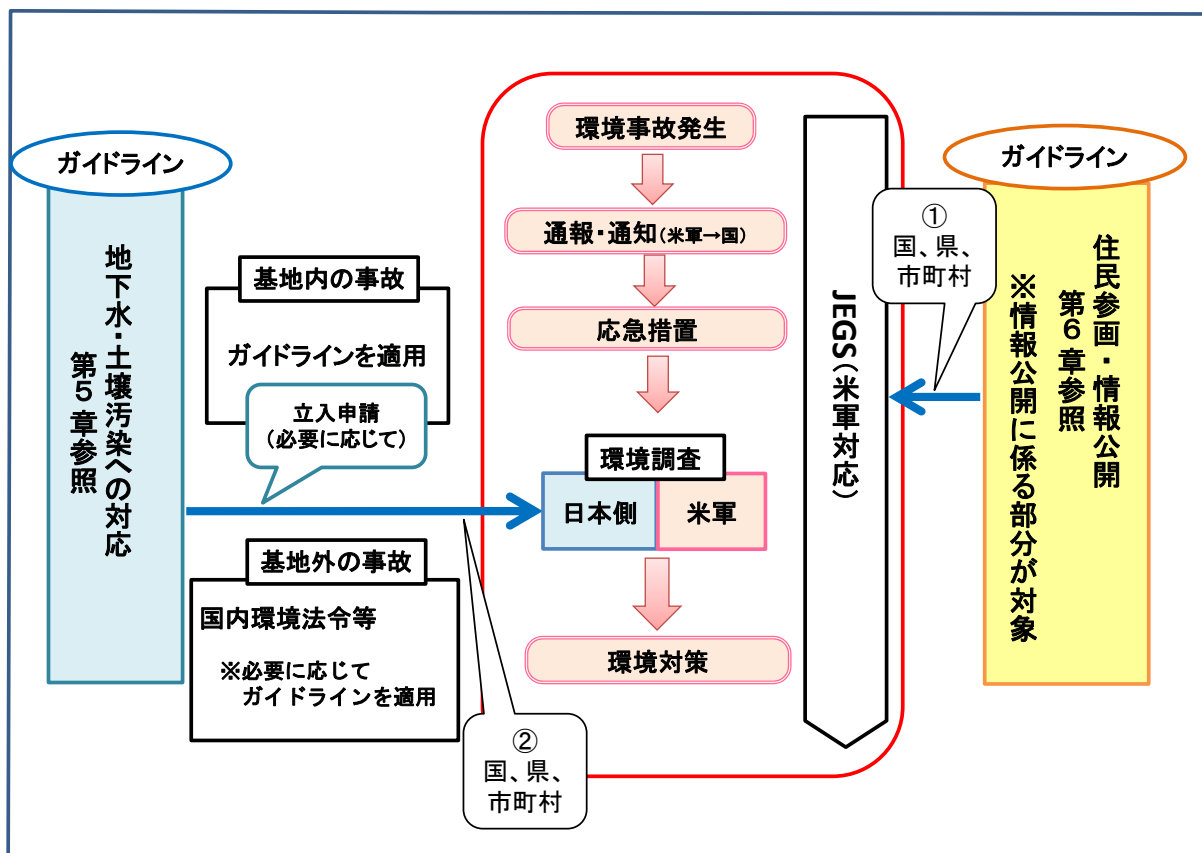 ガイドライン
地下水・土壌汚染への対応
第5章参照
基地内の事故
ガイドラインを適用
立入申請
（必要に応じて）
基地外の事故
国内環境法令等
※必要に応じて
ガイドラインを適用
環境事故発生
通報・通知（米軍→国）
応急措置
環境調査
日本側
米軍
環境対策
JEGS（米軍対応）
①
国、県、
市町村
②
国、県、
市町村
ガイドライン
住民参画・情報公開
第6章参照
※情報公開に係る部分が対象